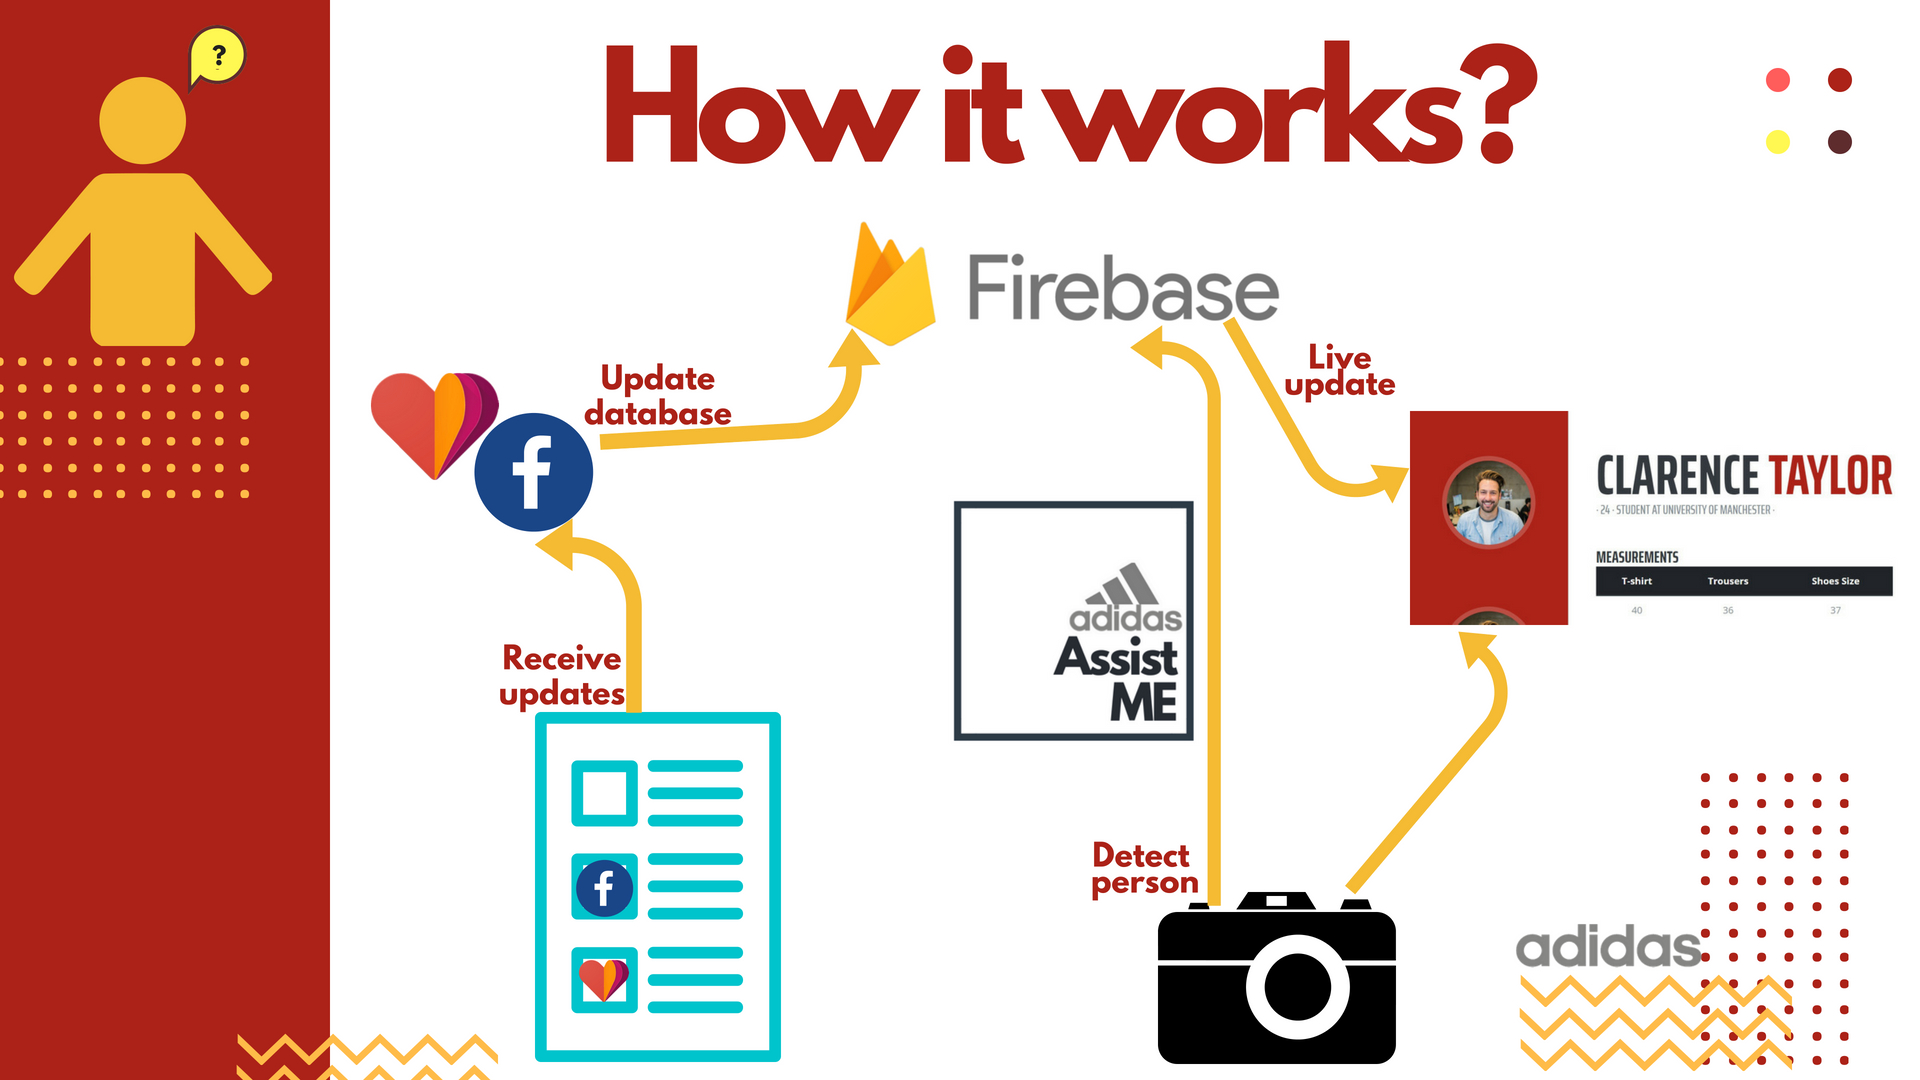 ?
How it works?
Firebase
Update
database
Live
update
f
CLARENCE TAYLOR
· 24 · STUDENT AT UNIVERSITY OF MANCHESTER ·
MEASUREMENTS
T-shirt Trousers Shoes Size
40 36 37
adidas
Assist
ME
Receive
updates
f
Detect
person
adidas